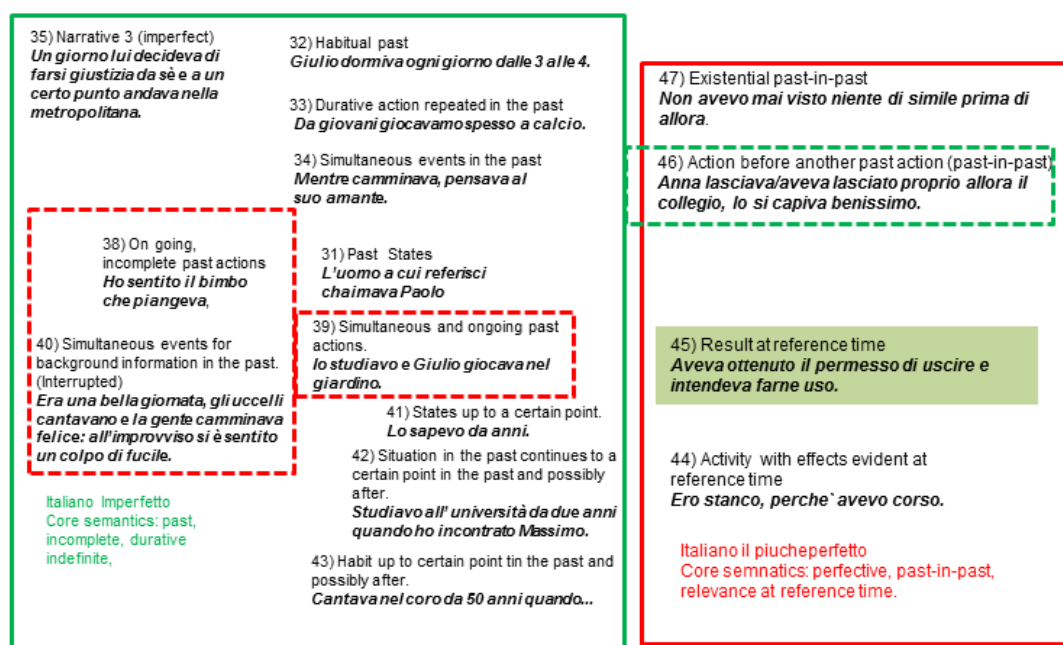 35) Narrative 3 (imperfect)
Un giorno lui decideva di
farsi giustizia da sè e a un
certo punto andava nella
metropolitana.
32) Habitual past
Giulio dormiva ogni giorno dalle 3 alle 4.
33) Durative action repeated in the past
Da giovani giocavamo spesso a calcio.
34) Simultaneous events in the past
Mentre camminava, pensava al
suo amante.
38) On going,
incomplete past actions
Ho sentito il bimbo
che piangeva,
31) Past States
L'uomo a cui referisci
chaimava Paolo
40) Simultaneous events for
background information in the past.
(Interrupted)
Era una bella giornata, gli uccelli
cantavano e la gente camminava
felice: all'improvviso si è sentito
un colpo di fucile.
39) Simultaneous and ongoing past
actions.
Io studiavo e Giulio giocava nel
giardino.
41) States up to a certain point.
Lo sapevo da anni.
42) Situation in the past continues to a
certain point in the past and possibly
after.
Studiavo all' università da due anni
quando ho incontrato Massimo.
43) Habit up to certain point tin the past and
possibly after.
Cantava nel coro da 50 anni quando...
Italiano Imperfetto
Core semantics: past,
incomplete, durative
indefinite,
47) Existential past-in-past
Non avevo mai visto niente di simile prima di
allora.
46) Action before another past action (past-in-past)
Anna lasciava/aveva lasciato proprio allora il
collegio, lo si capiva benissimo.
45) Result at reference time
Aveva ottenuto il permesso di uscire e
intendeva farne uso.
44) Activity with effects evident at
reference time
Ero stanco, perche` avevo corso.
Italiano il piucheperfetto
Core semnatics: perfective, past-in-past,
relevance at reference time.